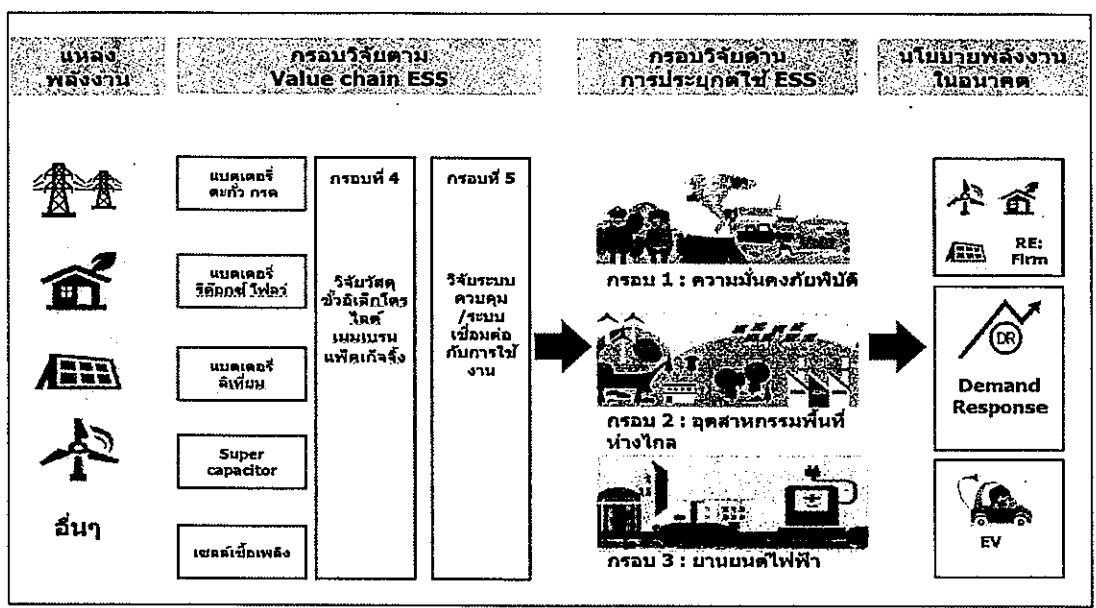 แหล่ง
พลังงาน
กรอบวิจัยตาม
Value chain ESS
กรอบวิจัยด้าน
การประยุกต์ใช้ ESS
นโยบายพลังงาน
ในอนาคต
แบตเตอรี่
ตะกั่ว กรด
แบตเตอรี่
รีด๊อกซ์ โฟลว์
แบตเตอรี่
ลิเที่ยม
Super
capacitor
เซลล์เชื้อเพลิง
อื่นๆ
กรอบที่ 4
วิจัยวัสดุ
ขั้วอิเล็กโตร
ไลต์
เมมเบรน
แพ็คเก็จจิ้ง
กรอบที่ 5
วิจัยระบบ
ควบคุม
/ระบบ
เชื่อมต่อ
กับการใช้
งาน
กรอบ 1 : ความมั่นคงภัยพิบัติ
กรอบ 2 : อุตสาหกรรมพื้นที่
ห่างไกล
กรอบ 3 : ยานยนต์ไฟฟ้า
RE:
Firm
DR
Demand
Response
EV